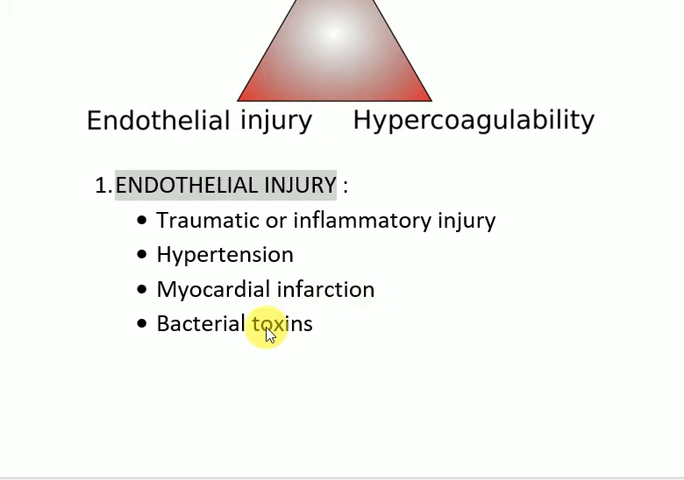 Endothelial injury Hypercoagulability
1.ENDOTHELIAL INJURY :
• Traumatic or inflammatory injury
• Hypertension
• Myocardial infarction
• Bacterial toxins